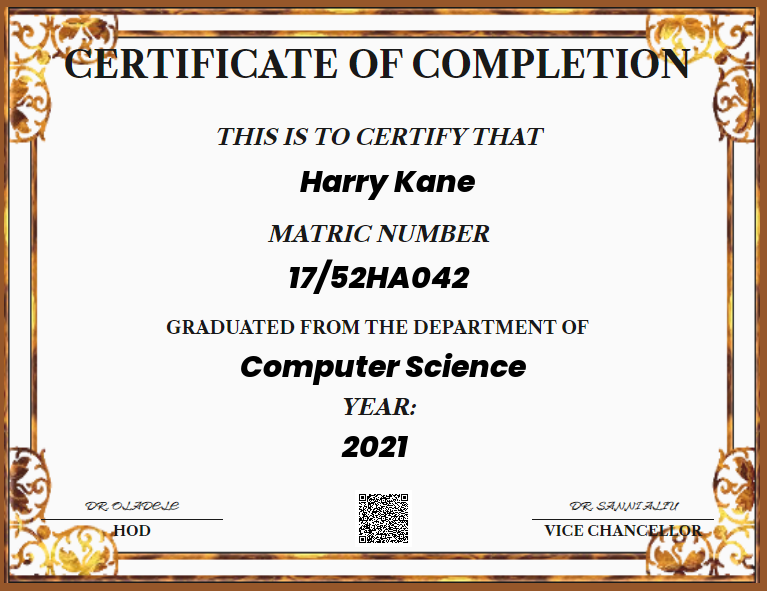 CERTIFICATE OF COMPLETION
THIS IS TO CERTIFY THAT
Harry Kane
MATRIC NUMBER
17/52HA042
GRADUATED FROM THE DEPARTMENT OF
Computer Science
YEAR:
2021
DR. OLADELE
DR. SANNI ALIU
HOD
VICE CHANCELLOR